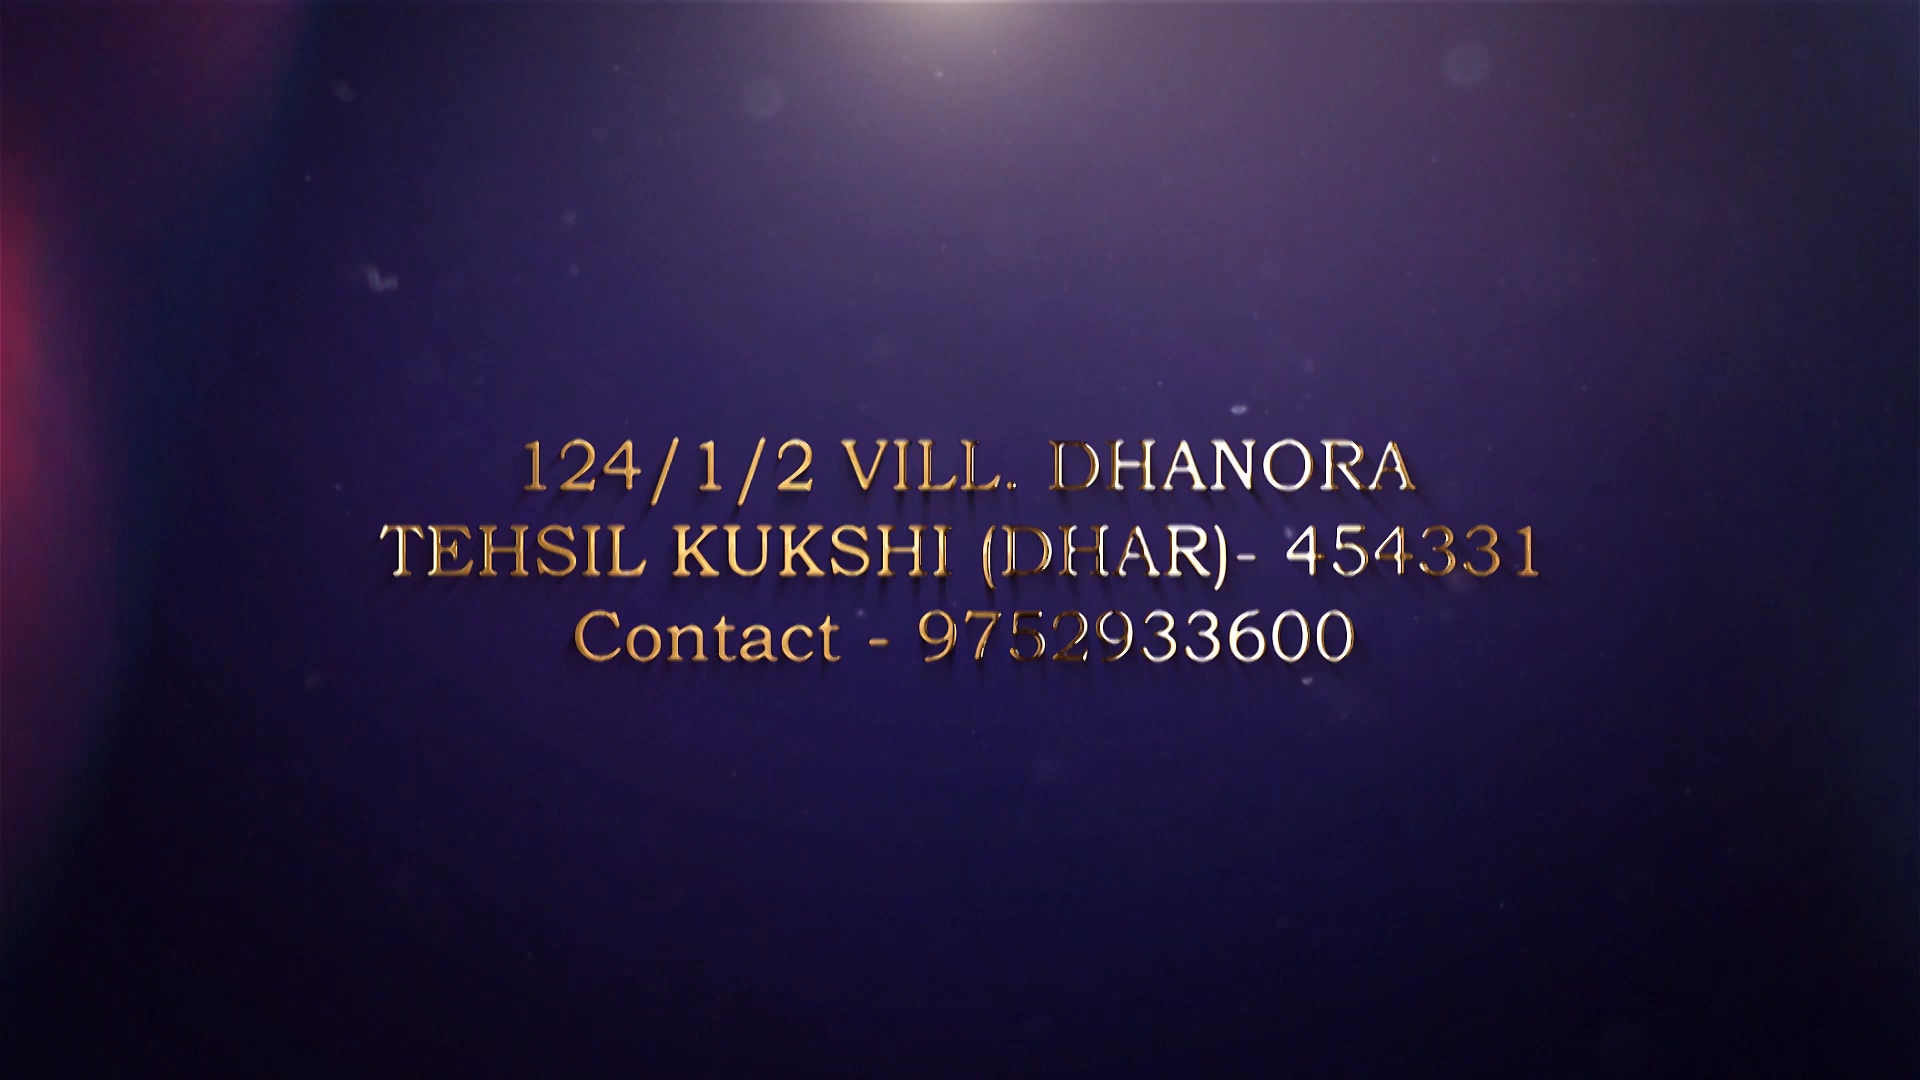 124/1/2 VILL. DHANORA
TEHSIL KUKSHI (DHAR)- 454331
Contact - 9752933600